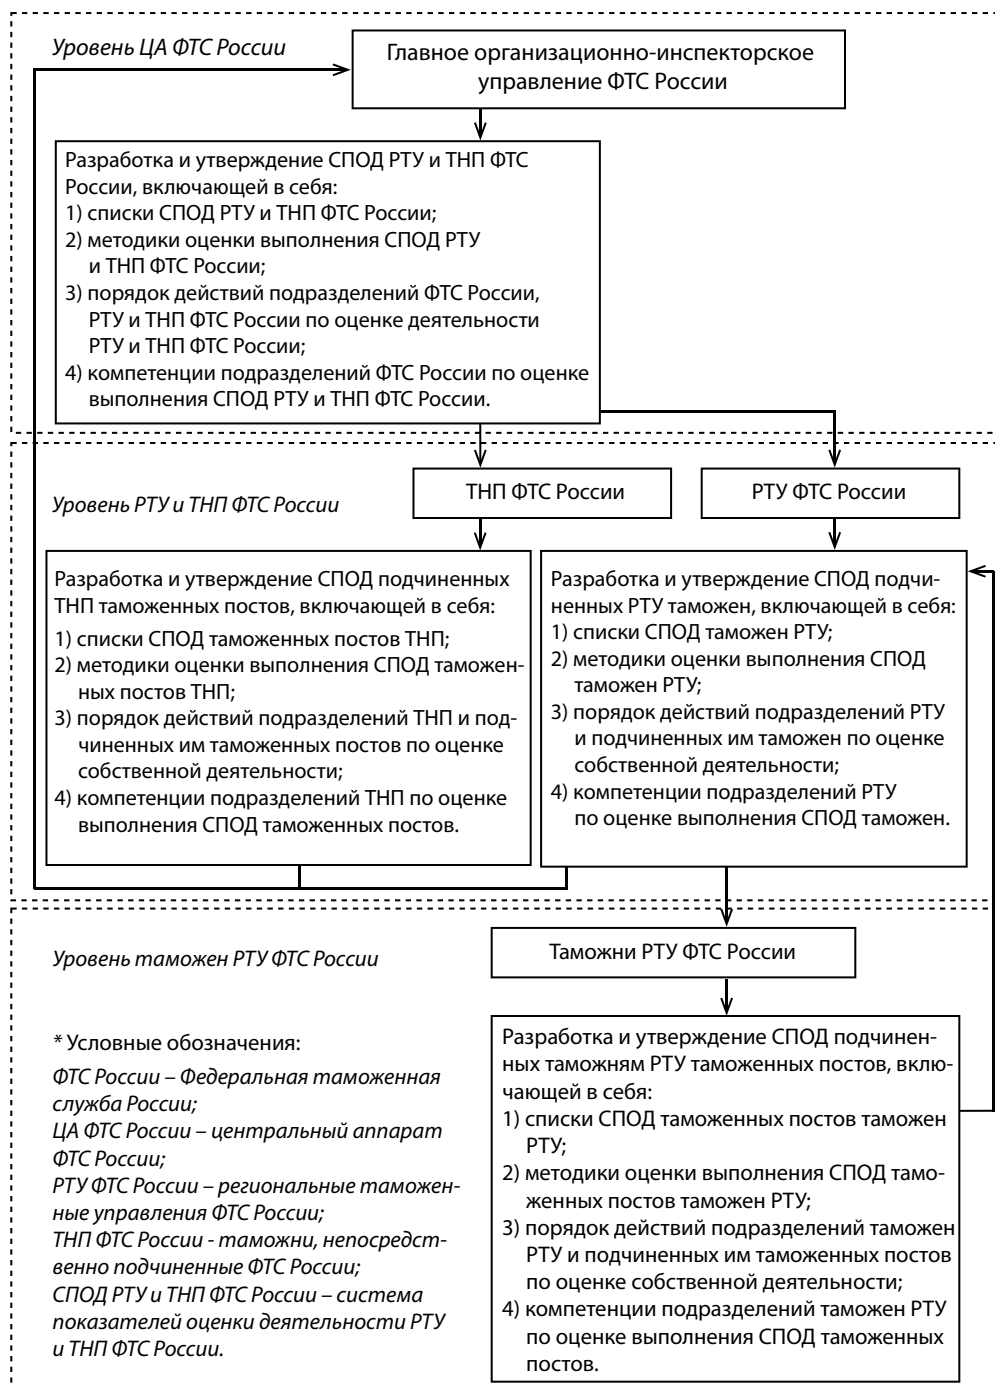 Уровень ЦА ФТС России
Главное организационно-инспекторское
управление ФТС России
Разработка и утверждение СПОД РТУ и ТНП ФТС
России, включающей в себя:
1) списки СПОД РТУ и ТНП ФТС России;
2) методики оценки выполнения СПОД РТУ
и ТНП ФТС России;
3) порядок действий подразделений ФТС России,
РТУ и ТНП ФТС России по оценке деятельности
РТУ и ТНП ФТС России;
4) компетенции подразделений ФТС России по оценке
выполнения СПОД РТУ и ТНП ФТС России.
Уровень РТУ и ТНП ФТС России
ТНП ФТС России
РТУ ФТС России
Разработка и утверждение СПОД подчиненных
ТНП таможенных постов, включающей в себя:
1) списки СПОД таможенных постов ТНП;
2) методики оценки выполнения СПОД таможен-
ных постов ТНП;
3) порядок действий подразделений ТНП и под-
чиненных им таможенных постов по оценке
собственной деятельности;
4) компетенции подразделений ТНП по оценке
выполнения СПОД таможенных постов.
Разработка и утверждение СПОД подчи-
ненных РТУ таможен, включающей в себя:
1) списки СПОД таможен РТУ;
2) методики оценки выполнения СПОД
таможен РТУ;
3) порядок действий подразделений РТУ
и подчиненных им таможен по оценке
собственной деятельности;
4) компетенции подразделений РТУ
по оценке выполнения СПОД таможен.
Уровень таможен РТУ ФТС России
Таможни РТУ ФТС России
Разработка и утверждение СПОД подчинен-
ных таможням РТУ таможенных постов, вклю-
чающей в себя:
1) списки СПОД таможенных постов таможен
РТУ;
2) методики оценки выполнения СПОД тамо-
женных постов таможен РТУ;
3) порядок действий подразделений таможен
РТУ и подчиненных им таможенных постов
по оценке собственной деятельности;
4) компетенции подразделений таможен РТУ
по оценке выполнения СПОД таможенных
постов.
* Условные обозначения:
ФТС России – Федеральная таможенная
служба России;
ЦА ФТС России – центральный аппарат
ФТС России;
РТУ ФТС России – региональные таможен-
ные управления ФТС России;
ТНП ФТС России - таможни, непосредст-
венно подчиненные ФТС России;
СПОД РТУ и ТНП ФТС России – система
показателей оценки деятельности РТУ
и ТНП ФТС России.